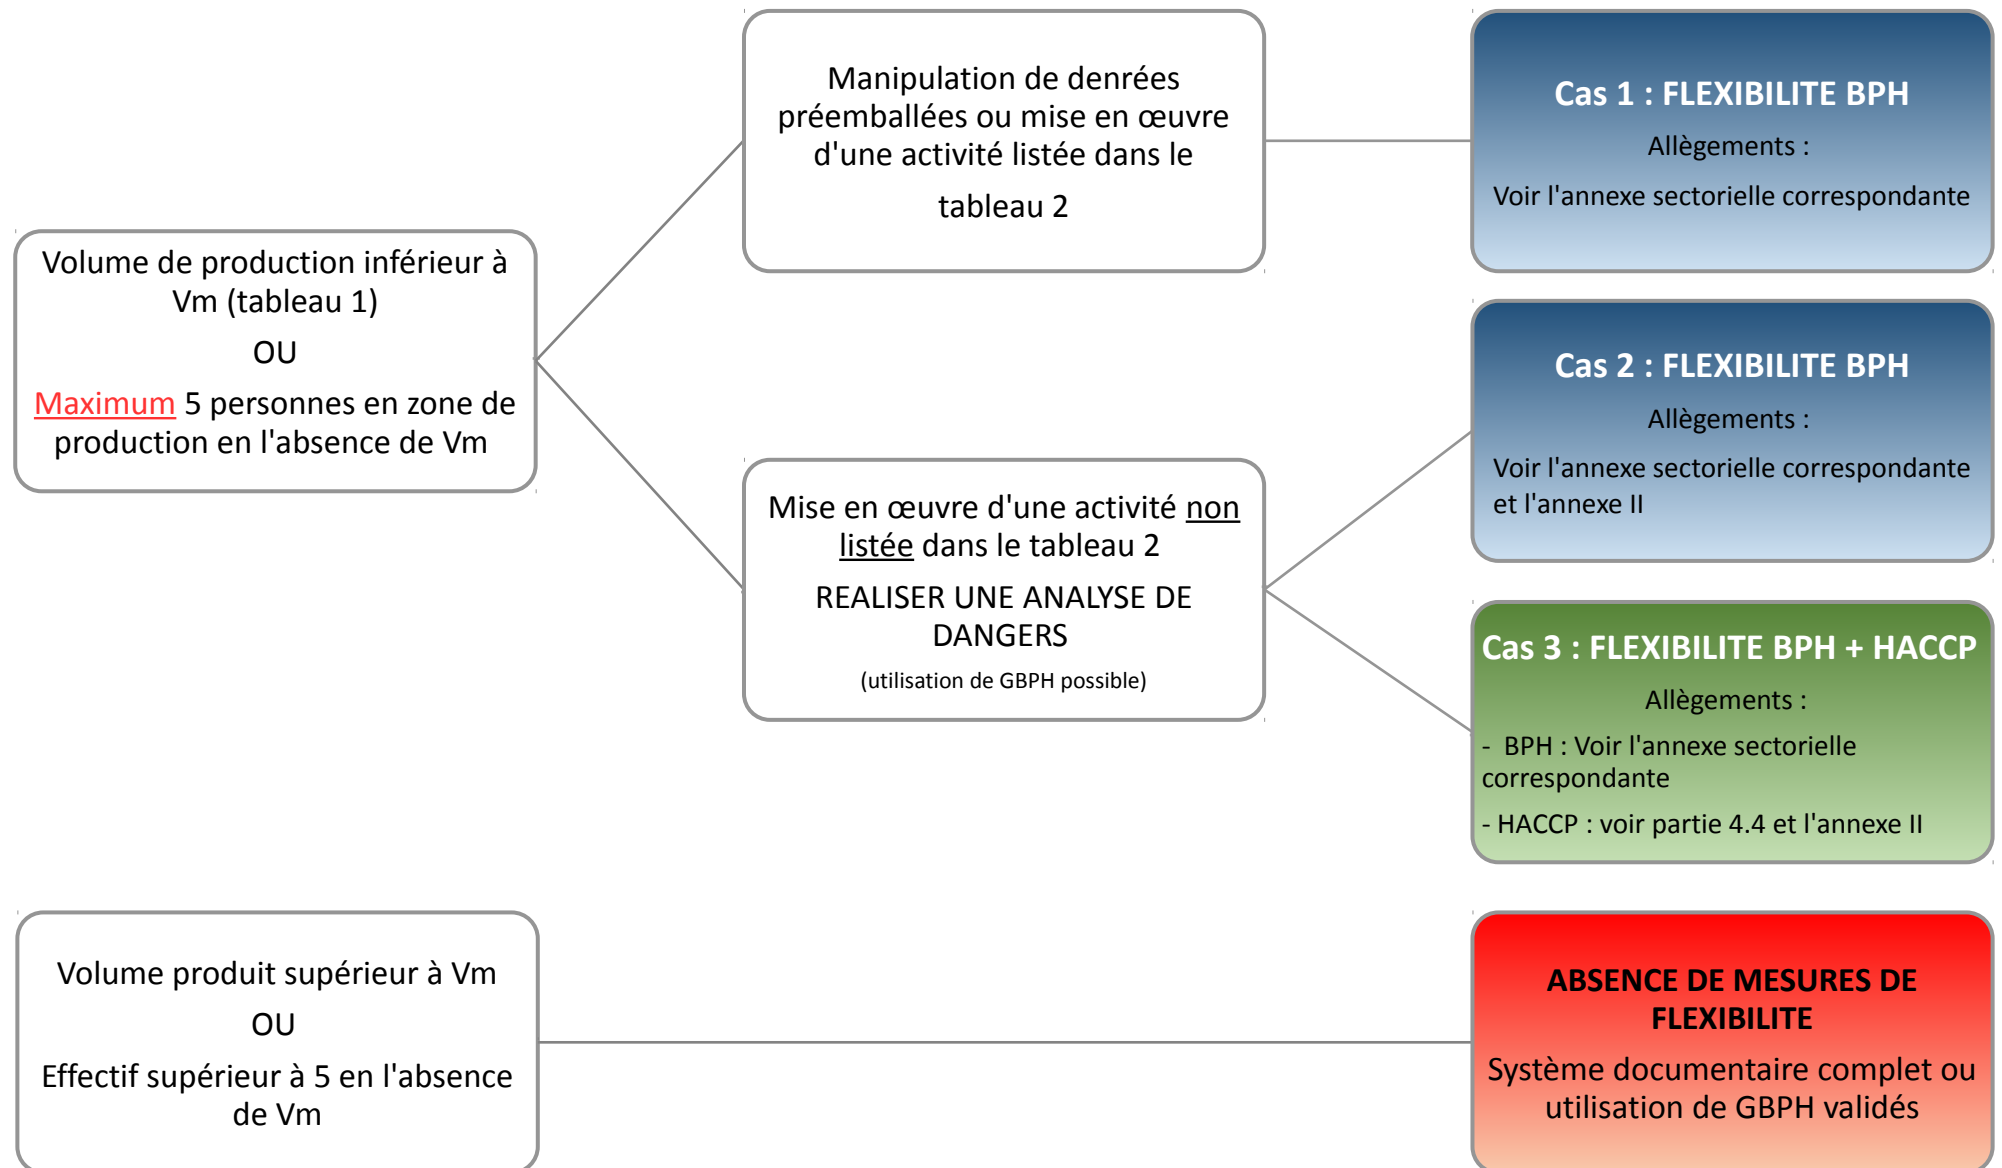 Volume de production inférieur à
Vm (tableau 1)
OU
Maximum 5 personnes en zone de
production en l'absence de Vm
Manipulation de denrées
préemballées ou mise en œuvre
d'une activité listée dans le
tableau 2
Cas 1 : FLEXIBILITE BPH
Allègements :
Voir l'annexe sectorielle correspondante
Mise en œuvre d'une activité non
listée dans le tableau 2
REALISER UNE ANALYSE DE
DANGERS
(utilisation de GBPH possible)
Cas 2 : FLEXIBILITE BPH
Allègements :
Voir l'annexe sectorielle correspondante
et l'annexe II
Cas 3 : FLEXIBILITE BPH + HACCP
Allègements :
- BPH : Voir l'annexe sectorielle
correspondante
- HACCP : voir partie 4.4 et l'annexe II
Volume produit supérieur à Vm
OU
Effectif supérieur à 5 en l'absence
de Vm
ABSENCE DE MESURES DE
FLEXIBILITE
Système documentaire complet ou
utilisation de GBPH validés